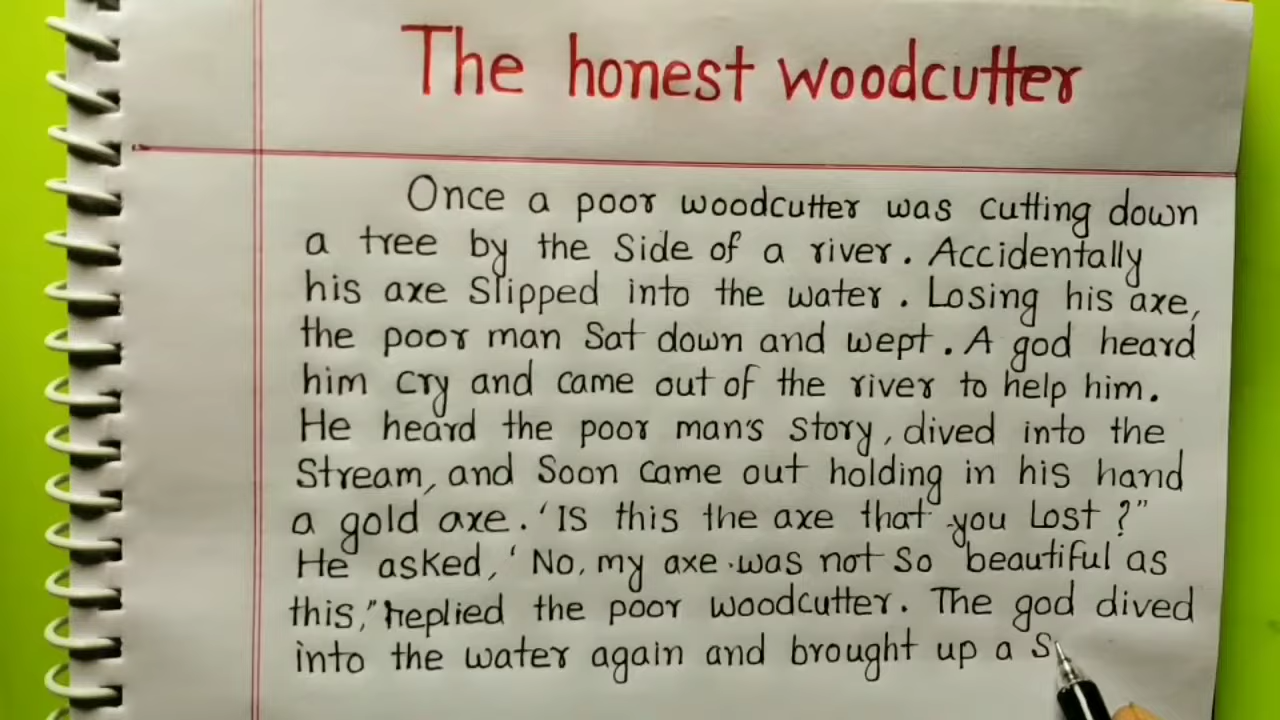 The honest woodcutter
Once a poor woodcutter was cutting down
a tree by the Side of a river. Accidentally
his axe Slipped into the water. Losing his axe,
the poor man Sat down and wept. A god heard
him cry and came out of the river to help him.
He heard the poor man's Story, dived into the
Stream, and Soon came out holding in his hand
a gold axe. 'Is this the axe that you Lost ?"
He asked, ' No, my axe was not So beautiful as
this," replied the poor woodcutter. The god dived
into the water again and brought up a S